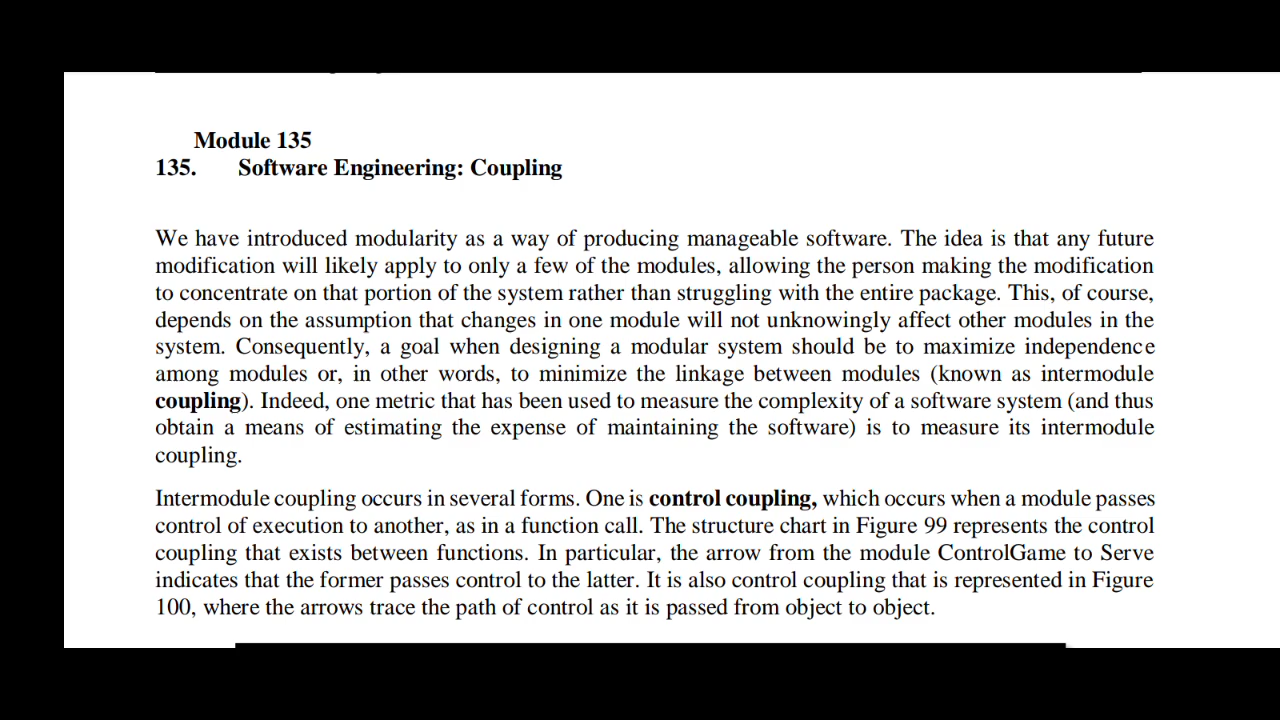 Module 135
135. Software Engineering: Coupling
We have introduced modularity as a way of producing manageable software. The idea is that any future
modification will likely apply to only a few of the modules, allowing the person making the modification
to concentrate on that portion of the system rather than struggling with the entire package. This, of course,
depends on the assumption that changes in one module will not unknowingly affect other modules in the
system. Consequently, a goal when designing a modular system should be to maximize independence
among modules or, in other words, to minimize the linkage between modules (known as intermodule
coupling). Indeed, one metric that has been used to measure the complexity of a software system (and thus
obtain a means of estimating the expense of maintaining the software) is to measure its intermodule
coupling.
Intermodule coupling occurs in several forms. One is control coupling, which occurs when a module passes
control of execution to another, as in a function call. The structure chart in Figure 99 represents the control
coupling that exists between functions. In particular, the arrow from the module ControlGame to Serve
indicates that the former passes control to the latter. It is also control coupling that is represented in Figure
100, where the arrows trace the path of control as it is passed from object to object.